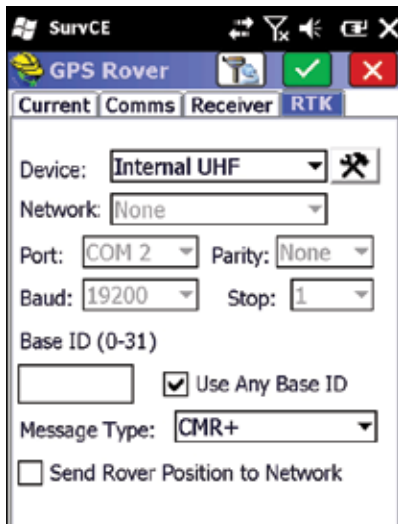 SurvCE
GPS Rover
Current Comms Receiver RTK
Device: Internal UHF
Network: None
Port: COM 2 Parity: None
Baud: 19200 Stop: 1
Base ID (0-31)
Use Any Base ID
Message Type: CMR+
Send Rover Position to Network